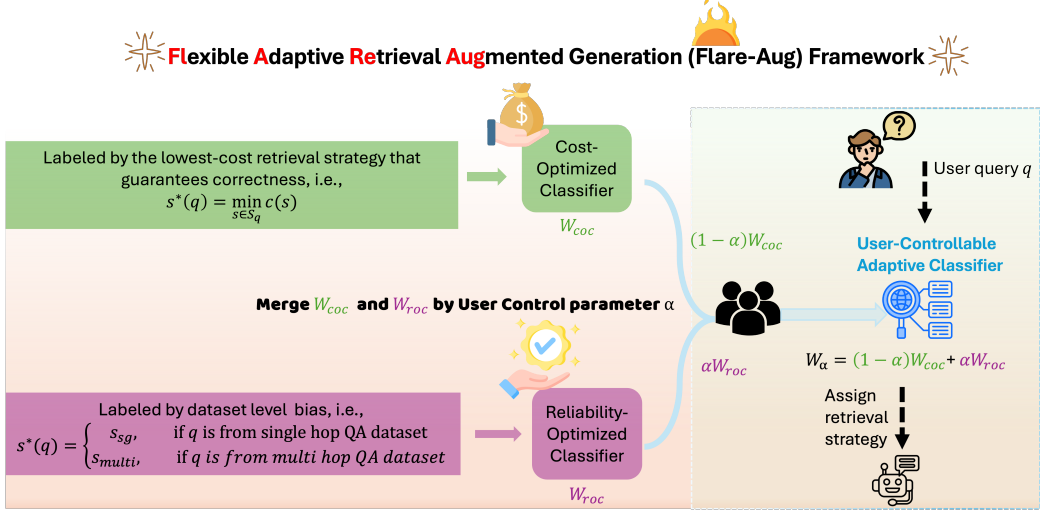 Flexible Adaptive Retrieval Augmented Generation (Flare-Aug) Framework
Labeled by the lowest-cost retrieval strategy that
guarantees correctness, i.e.,
s*(q) = min c(s)
s∈S_q
$
Cost-
Optimized
Classifier
W_coc
?
User query q
(1 − α)W_coc
User-Controllable
Adaptive Classifier
Merge W_coc and W_roc by User Control parameter α
αW_roc
W_α = (1 − α)W_coc+ αW_roc
Labeled by dataset level bias, i.e.,
s*(q) = { s_sg, if q is from single hop QA dataset
s_multi, if q is from multi hop QA dataset
Reliability-
Optimized
Classifier
W_roc
Assign
retrieval
strategy